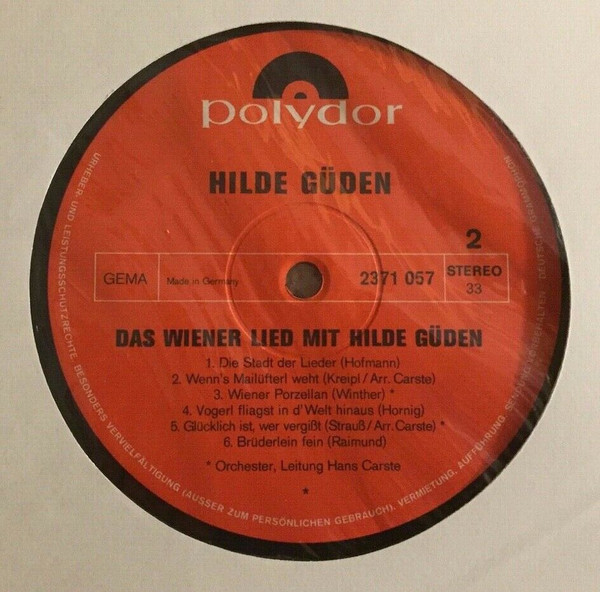 polydor
HILDE GÜDEN
2
GEMA
Made in Germany
2371 057
STEREO
33
DAS WIENER LIED MIT HILDE GÜDEN
1. Die Stadt der Lieder (Hofmann)
2. Wenn's Mailüfterl weht (Kreipl/Arr. Carste)
3. Wiener Porzellan (Winther) *
4. Vogerl fliagst in d'Welt hinaus (Hornig)
5. Glücklich ist, wer vergißt (Strauß/Arr. Carste) *
6. Brüderlein fein (Raimund)
* Orchester, Leitung Hans Carste
*
URHEBER- UND LEISTUNGSSCHUTZRECHTE, BESONDERS VERVIELFÄLTIGUNG (AUSSER ZUM PERSÖNLICHEN GEBRAUCH), VERMIETUNG, AUFFÜHRUNG, VORBEHALTEN. DEUTSCHE GRAMMOPHON